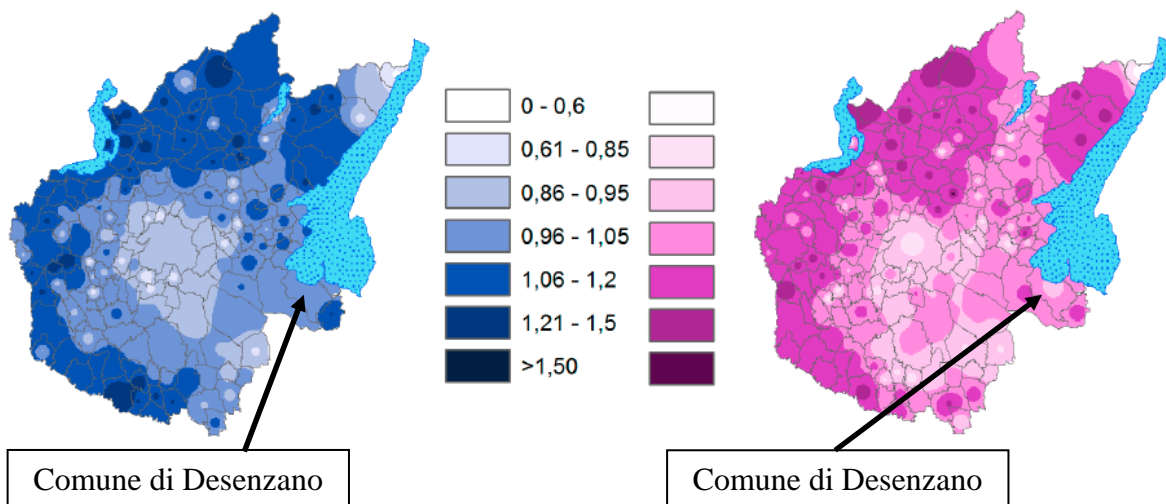 0 - 0,6
0,61 - 0,85
0,86 - 0,95
0,96 - 1,05
1,06 - 1,2
1,21 - 1,5
>1,50
Comune di Desenzano
Comune di Desenzano